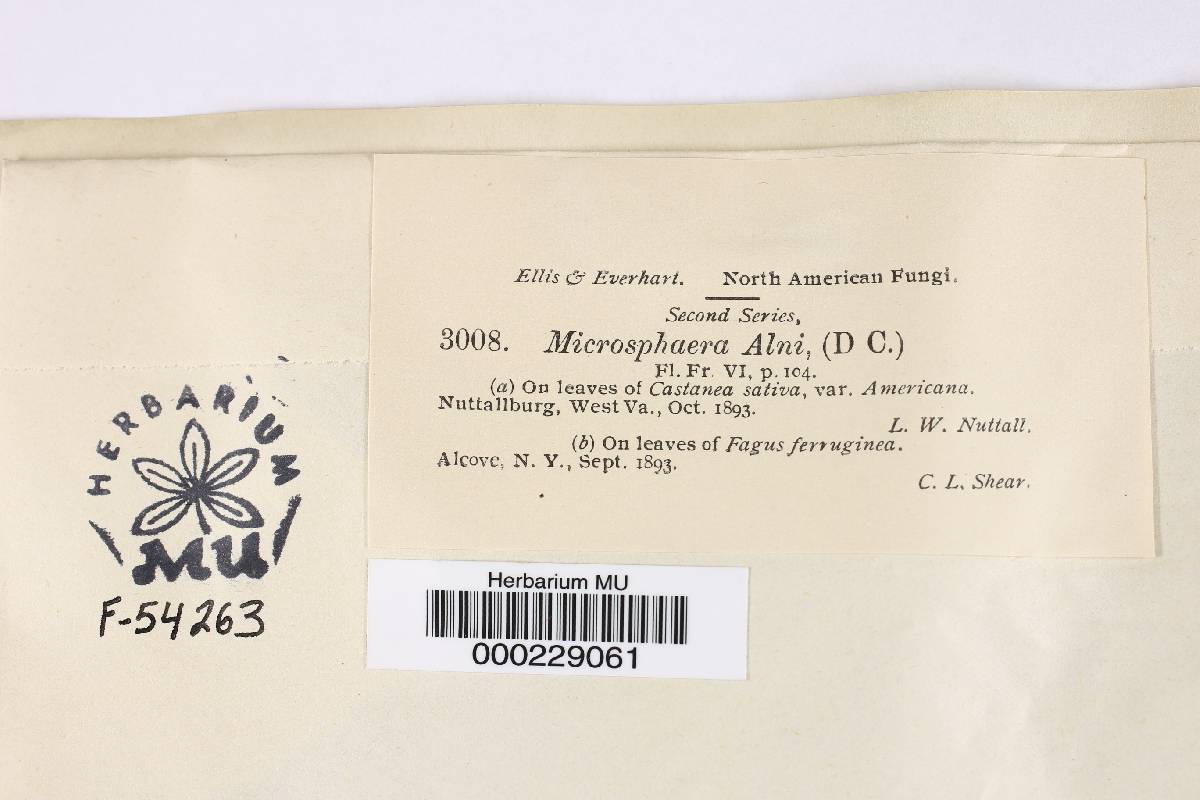 Ellis & Everhart. North American Fungi.
Second Series,
3008. Microsphaera Alni, (D C.)
Fl. Fr. VI, p. 104.
(a) On leaves of Castanea sativa, var. Americana.
Nuttallburg, West Va., Oct. 1893.
L. W. Nuttall.
(b) On leaves of Fagus ferruginea.
Alcove, N. Y., Sept. 1893.
C. L. Shear.
HERBARIUM
MU
F-54263
Herbarium MU
000229061